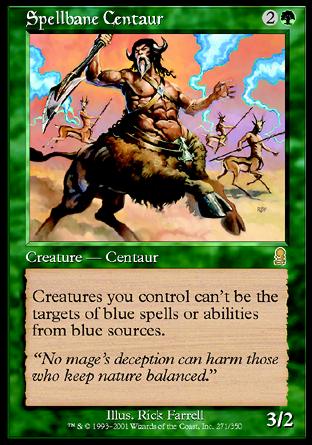 Spellbane Centaur 2
Creature — Centaur
Creatures you control can't be the
targets of blue spells or abilities
from blue sources.
“No mage's deception can harm those
who keep nature balanced.”
Illus. Rick Farrell
™ & © 1993–2001 Wizards of the Coast, Inc. 271/350
3/2